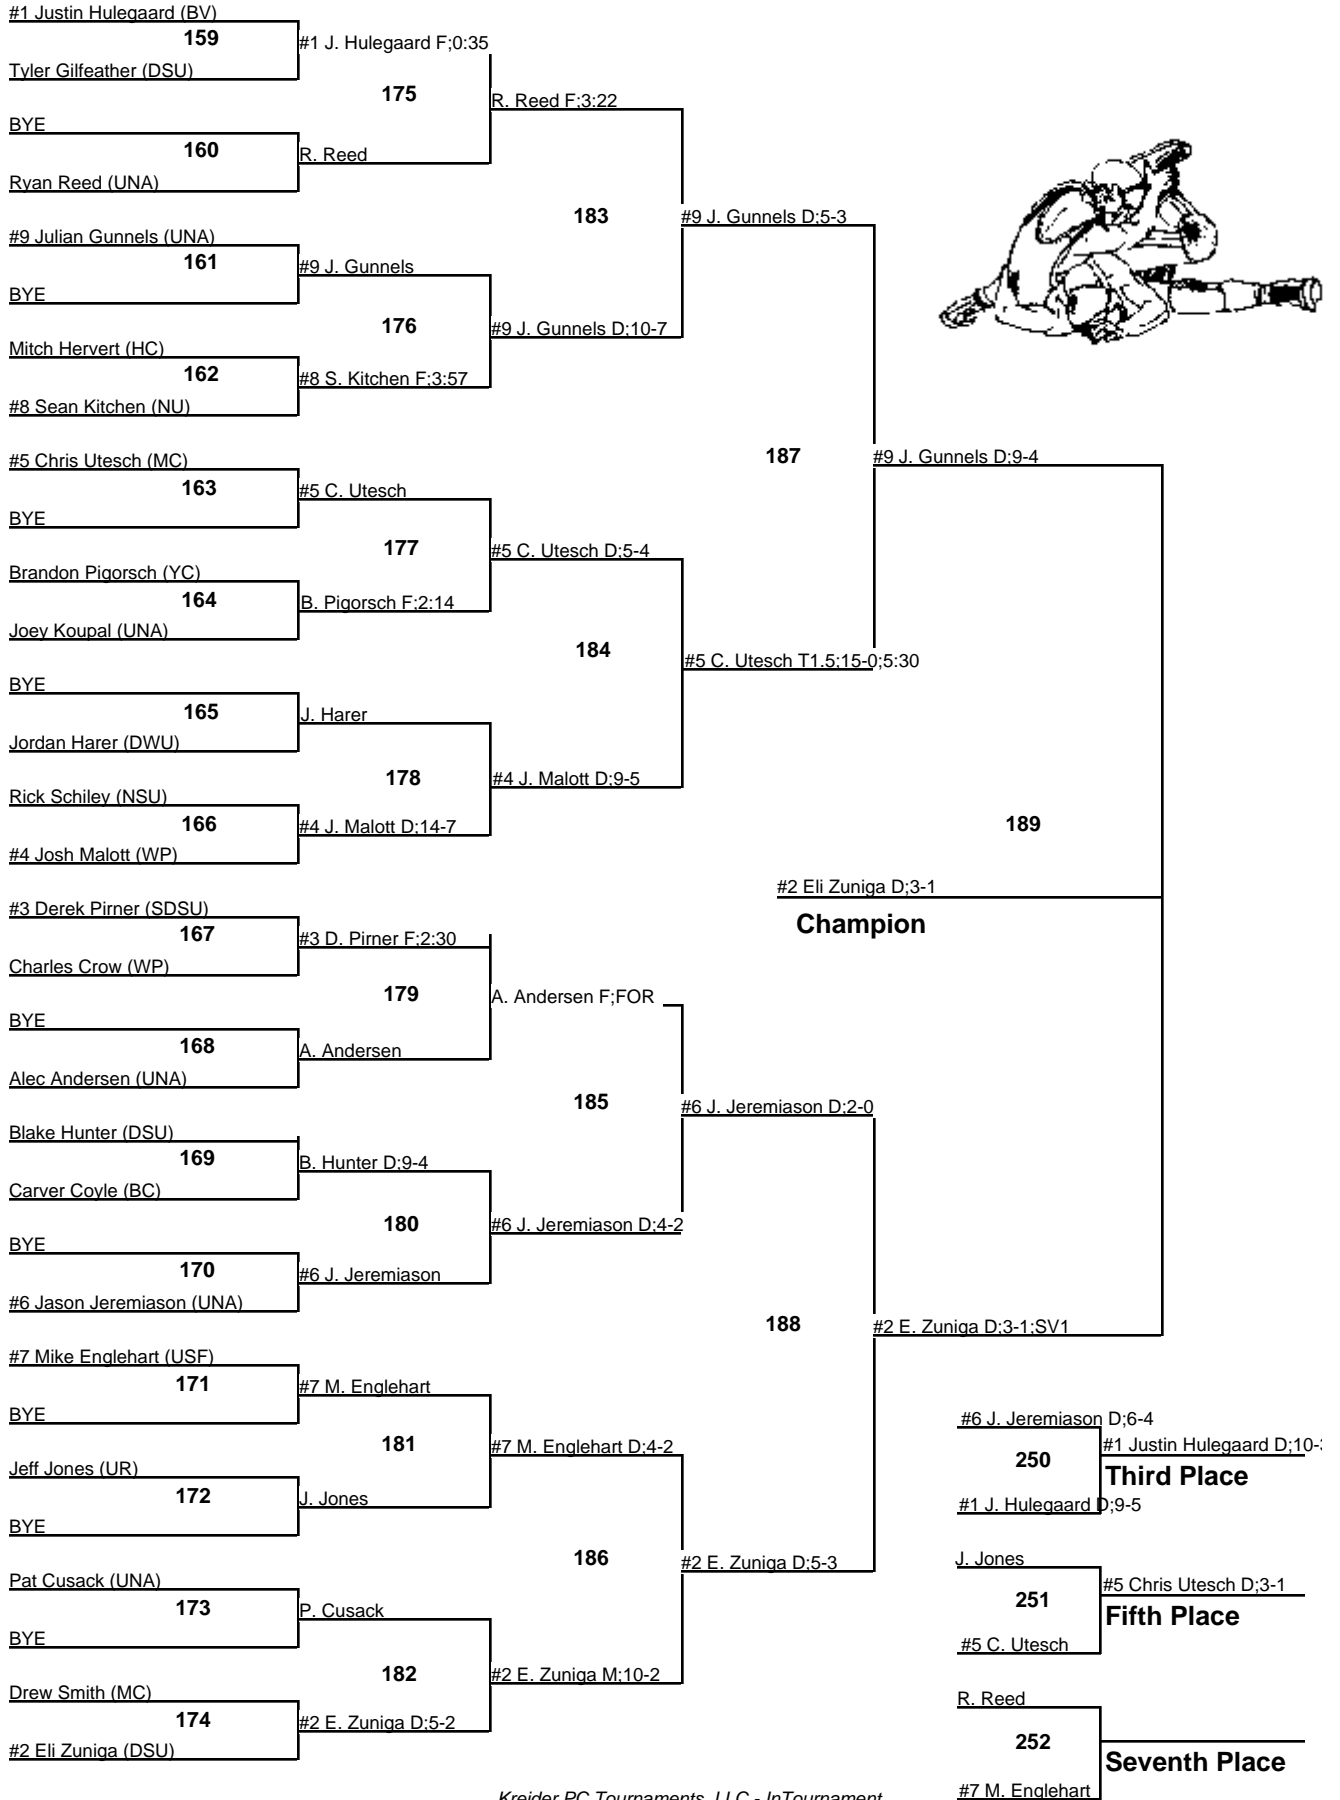 #1 Justin Hulegaard (BV)
159
#1 J. Hulegaard F;0:35
Tyler Gilfeather (DSU)
175
R. Reed F;3:22
BYE
160
R. Reed
Ryan Reed (UNA)
183
#9 J. Gunnels D;5-3
#9 Julian Gunnels (UNA)
161
#9 J. Gunnels
BYE
176
#9 J. Gunnels D;10-7
Mitch Hervert (HC)
162
#8 S. Kitchen F;3:57
#8 Sean Kitchen (NU)
187
#9 J. Gunnels D;9-4
#5 Chris Utesch (MC)
163
#5 C. Utesch
BYE
177
#5 C. Utesch D;5-4
Brandon Pigorsch (YC)
164
B. Pigorsch F;2:14
Joey Koupal (UNA)
184
#5 C. Utesch T1.5;15-0;5:30
BYE
165
J. Harer
Jordan Harer (DWU)
178
#4 J. Malott D;9-5
Rick Schiley (NSU)
166
#4 J. Malott D;14-7
#4 Josh Malott (WP)
189
#2 Eli Zuniga D;3-1
Champion
#3 Derek Pirner (SDSU)
167
#3 D. Pirner F;2:30
Charles Crow (WP)
179
A. Andersen F;FOR
BYE
168
A. Andersen
Alec Andersen (UNA)
185
#6 J. Jeremiason D;2-0
Blake Hunter (DSU)
169
B. Hunter D;9-4
Carver Coyle (BC)
180
#6 J. Jeremiason D;4-2
BYE
170
#6 J. Jeremiason
#6 Jason Jeremiason (UNA)
188
#2 E. Zuniga D;3-1;SV1
#7 Mike Englehart (USF)
171
#7 M. Englehart
BYE
181
#7 M. Englehart D;4-2
Jeff Jones (UR)
172
J. Jones
BYE
186
#2 E. Zuniga D;5-3
Pat Cusack (UNA)
173
P. Cusack
BYE
182
#2 E. Zuniga M;10-2
Drew Smith (MC)
174
#2 E. Zuniga D;5-2
#2 Eli Zuniga (DSU)
#6 J. Jeremiason D;6-4
250
#1 Justin Hulegaard D;10-3
Third Place
#1 J. Hulegaard D;9-5
J. Jones
251
#5 Chris Utesch D;3-1
Fifth Place
#5 C. Utesch
R. Reed
252
Seventh Place
#7 M. Englehart
Kreider PC Tournaments, LLC - InTournament